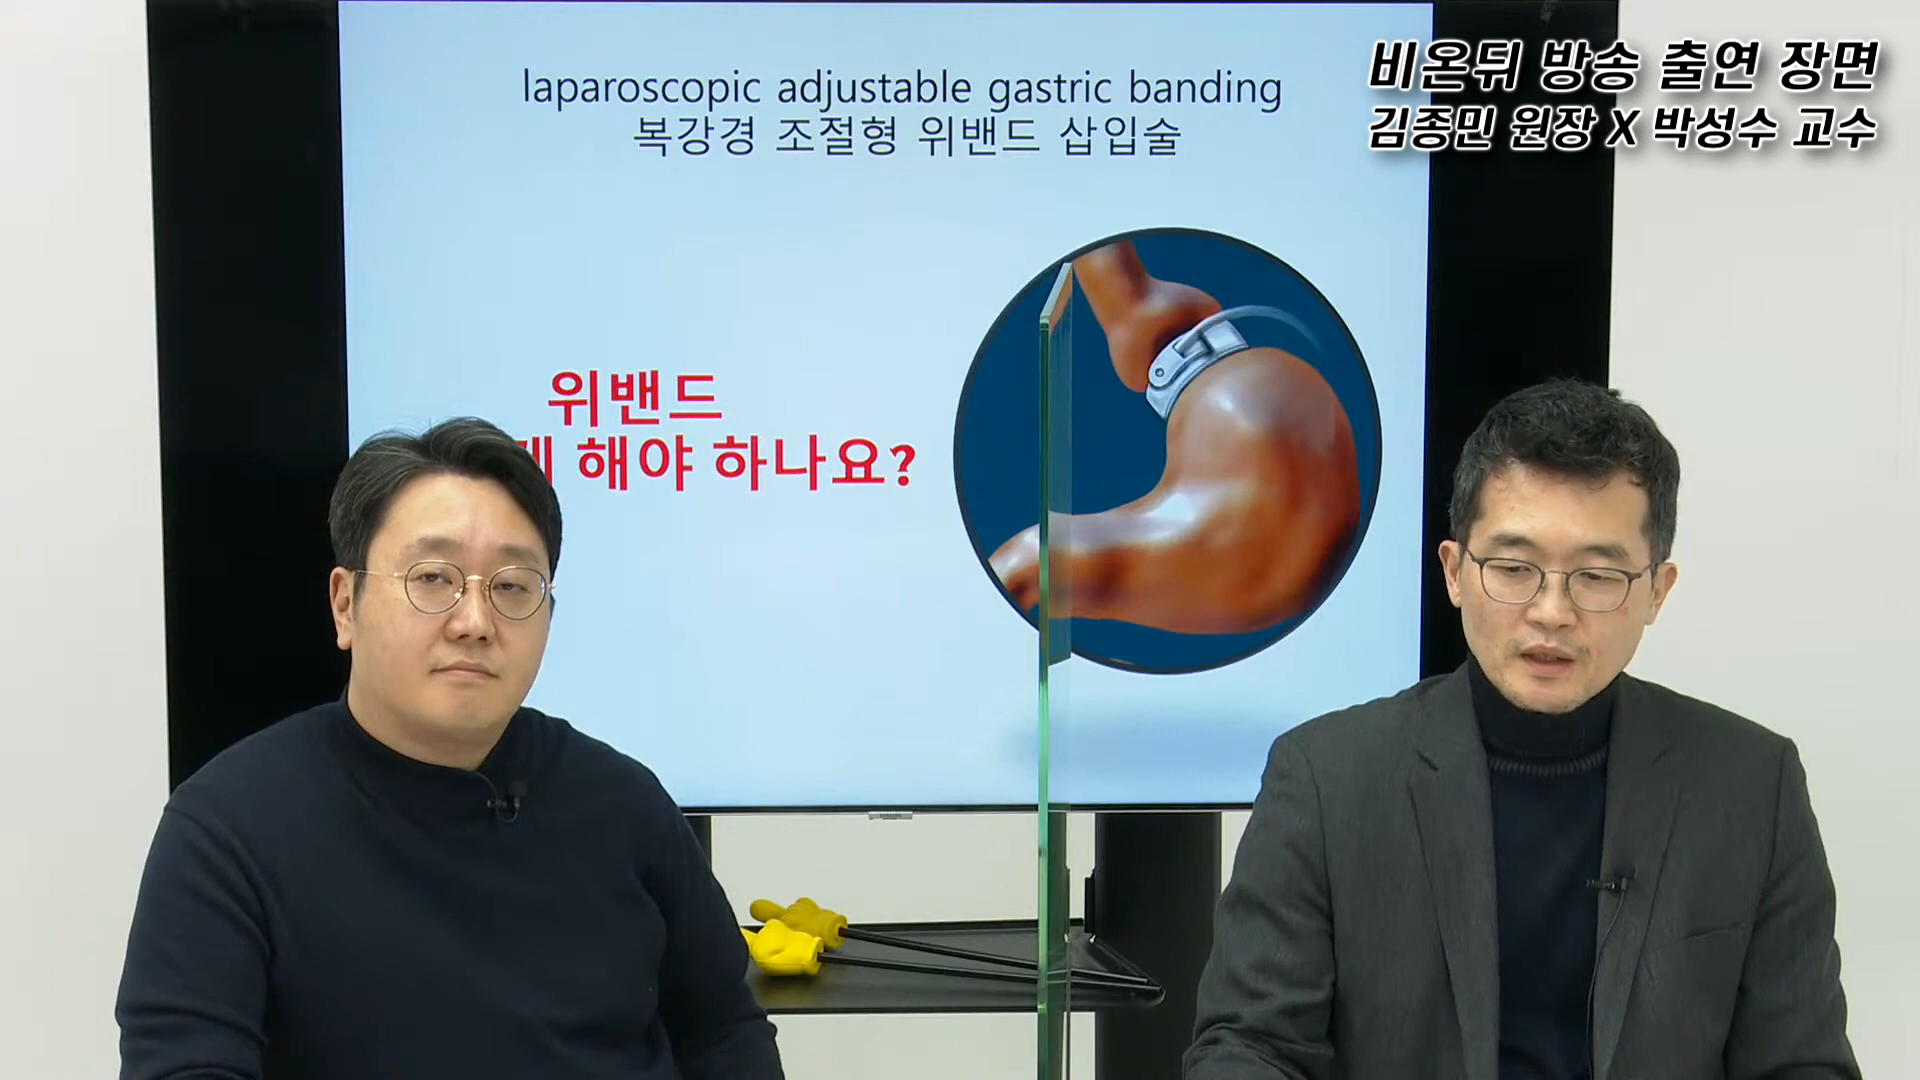 laparoscopic adjustable gastric banding
복강경 조절형 위밴드 삽입술
비온뒤 방송 출연 장면
김종민 원장 X 박성수 교수
위밴드
해야 하나요?